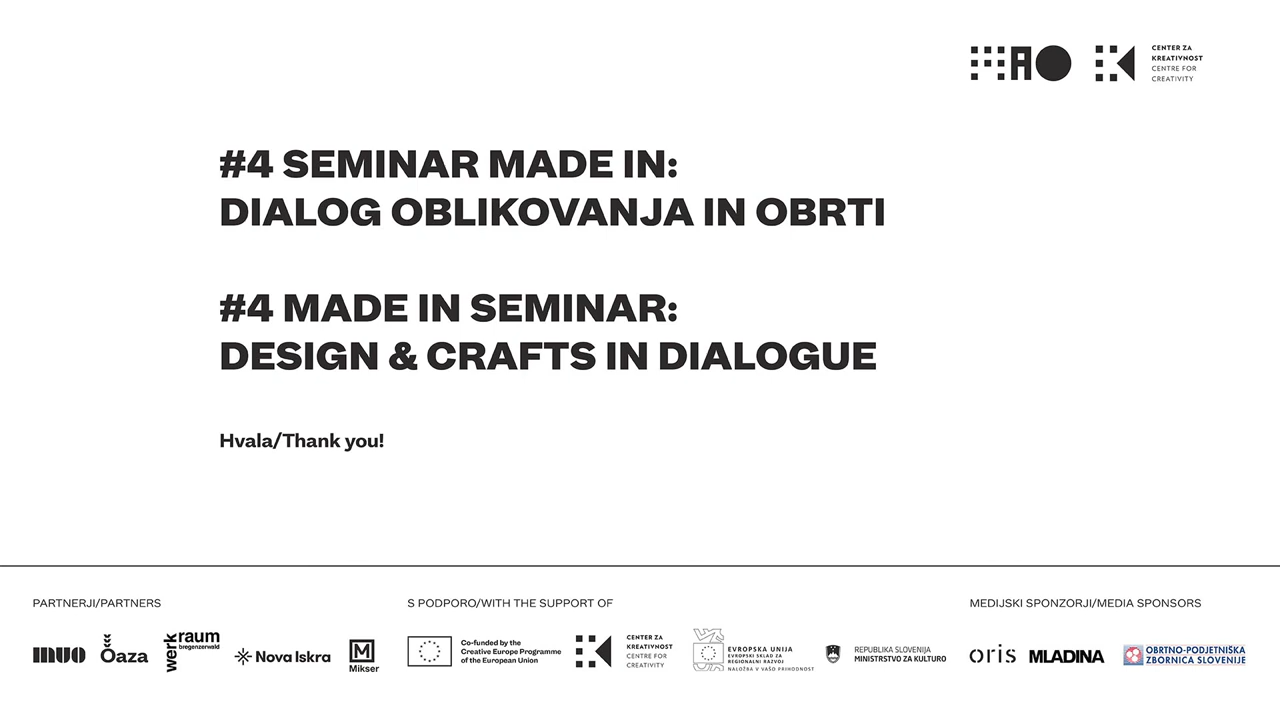 MAO
CENTER ZA
KREATIVNOST
CENTRE FOR
CREATIVITY
#4 SEMINAR MADE IN:
DIALOG OBLIKOVANJA IN OBRTI
#4 MADE IN SEMINAR:
DESIGN & CRAFTS IN DIALOGUE
Hvala/Thank you!
PARTNERJI/PARTNERS
muo
Oaza
werkraum
bregenzerwald
Nova Iskra
M
Mikser
S PODPORO/WITH THE SUPPORT OF
Co-funded by the
Creative Europe Programme
of the European Union
CENTER ZA
KREATIVNOST
CENTRE FOR
CREATIVITY
EVROPSKA UNIJA
EVROPSKI SKLAD ZA
REGIONALNI RAZVOJ
NALOŽBA V VAŠO PRIHODNOST
REPUBLIKA SLOVENIJA
MINISTRSTVO ZA KULTURO
MEDIJSKI SPONZORJI/MEDIA SPONSORS
oris
MLADINA
OBRTNO-PODJETNIŠKA
ZBORNICA SLOVENIJE